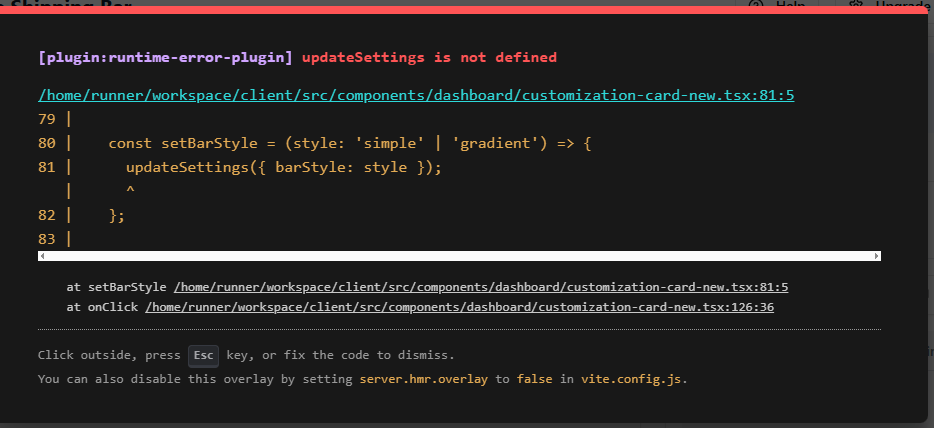 Shipping Bar
Help
Upgrade
[plugin:runtime-error-plugin] updateSettings is not defined
/home/runner/workspace/client/src/components/dashboard/customization-card-new.tsx:81:5
79 |
80 |    const setBarStyle = (style: 'simple' | 'gradient') => {
81 |      updateSettings({ barStyle: style });
   |      ^
82 |    };
83 |
at setBarStyle /home/runner/workspace/client/src/components/dashboard/customization-card-new.tsx:81:5
at onClick /home/runner/workspace/client/src/components/dashboard/customization-card-new.tsx:126:36
Click outside, press Esc key, or fix the code to dismiss.
You can also disable this overlay by setting server.hmr.overlay to false in vite.config.js.